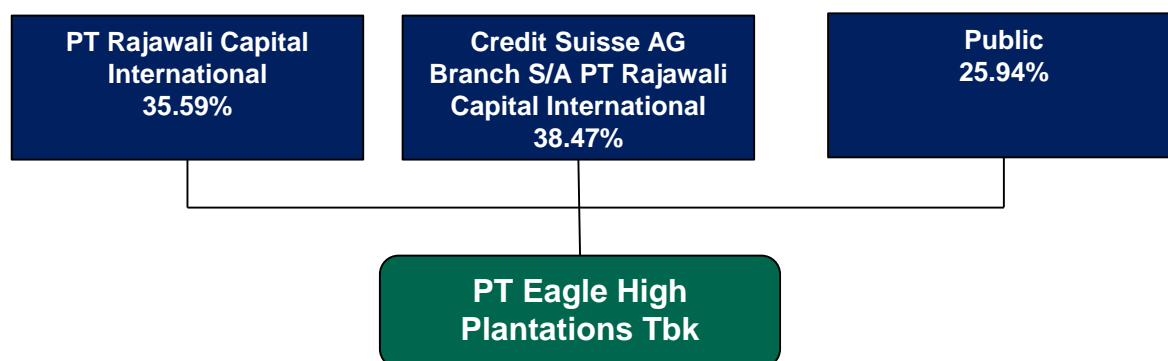 PT Rajawali Capital
International
35.59%
Credit Suisse AG
Branch S/A PT Rajawali
Capital International
38.47%
Public
25.94%
PT Eagle High
Plantations Tbk